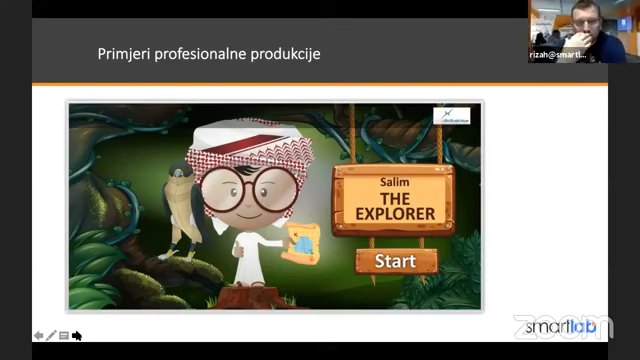 Primjeri profesionalne produkcije
rizah@smartl...
Salim
THE
EXPLORER
Start
smartlab
zoom